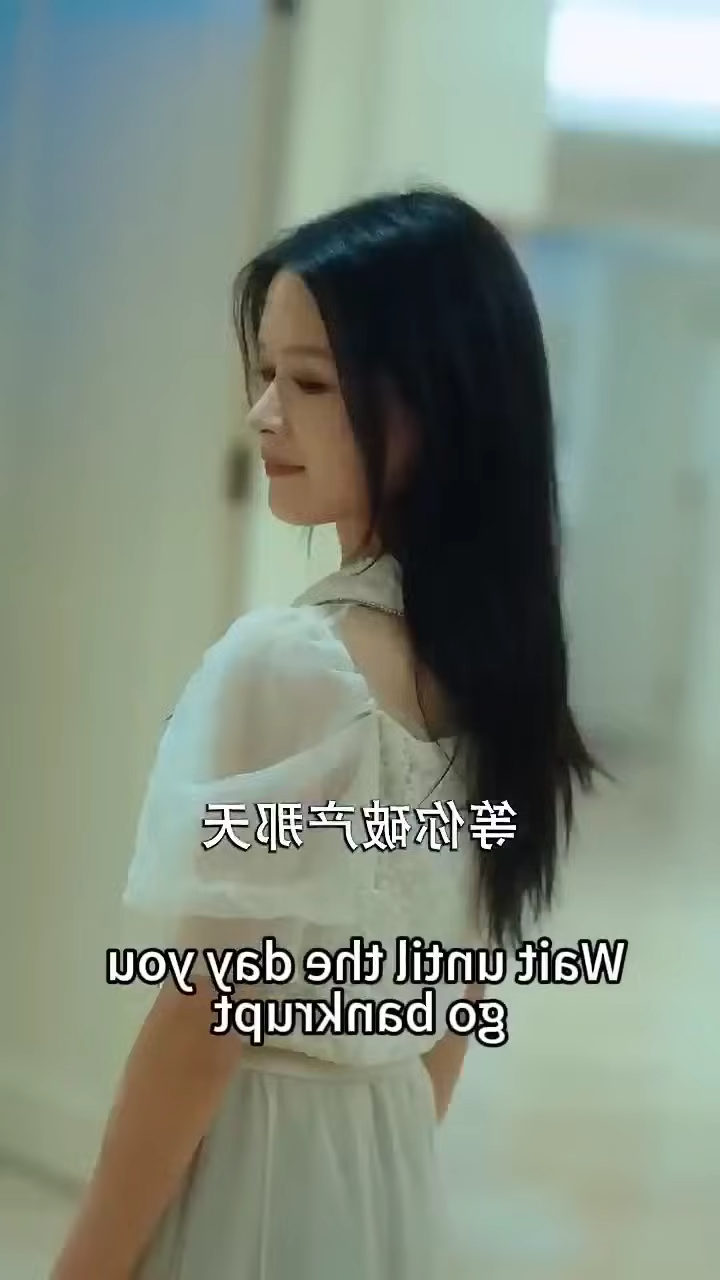 等你破产那天
Wait until the day you
go bankrupt